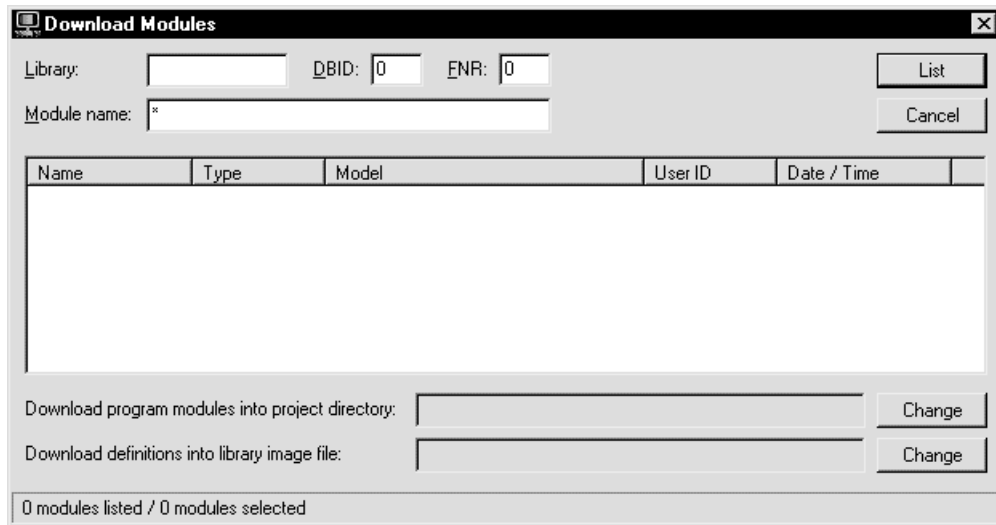 Download Modules
Library: DBID: 0 FNR: 0 List
Module name: * Cancel
Name Type Model User ID Date / Time
Download program modules into project directory: Change
Download definitions into library image file: Change
0 modules listed / 0 modules selected